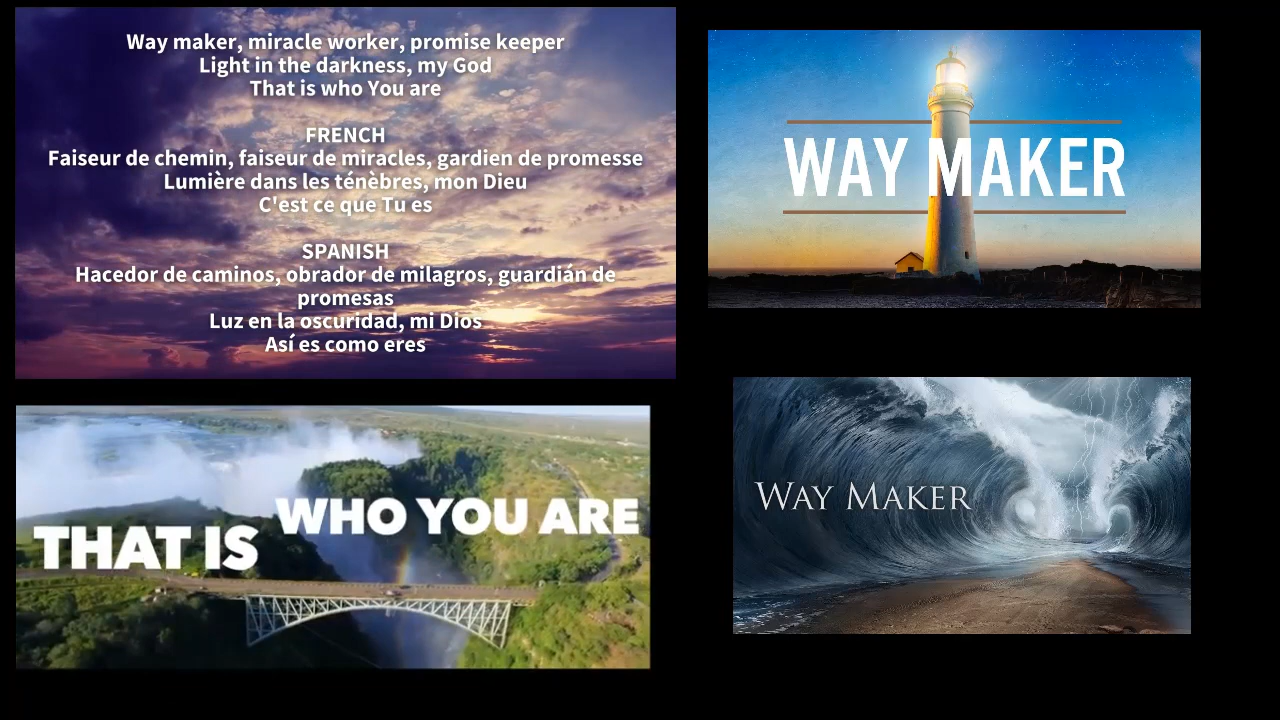 Way maker, miracle worker, promise keeper
Light in the darkness, my God
That is who You are
FRENCH
Faiseur de chemin, faiseur de miracles, gardien de promesse
Lumière dans les ténèbres, mon Dieu
C'est ce que Tu es
SPANISH
Hacedor de caminos, obrador de milagros, guardián de
promesas
Luz en la oscuridad, mi Dios
Así es como eres
WAY MAKER
THAT IS WHO YOU ARE
WAY MAKER